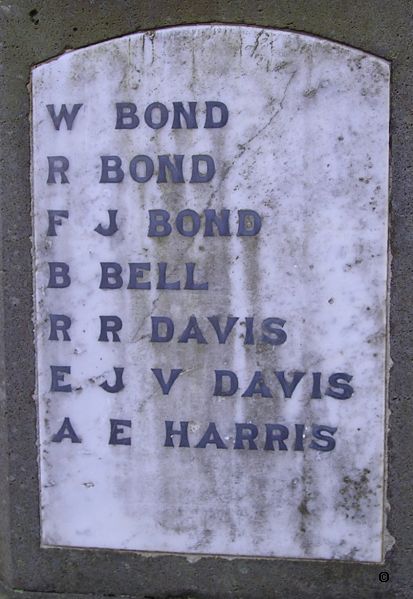 W BOND
R BOND
F J BOND
B BELL
R R DAVIS
E J V DAVIS
A E HARRIS
©